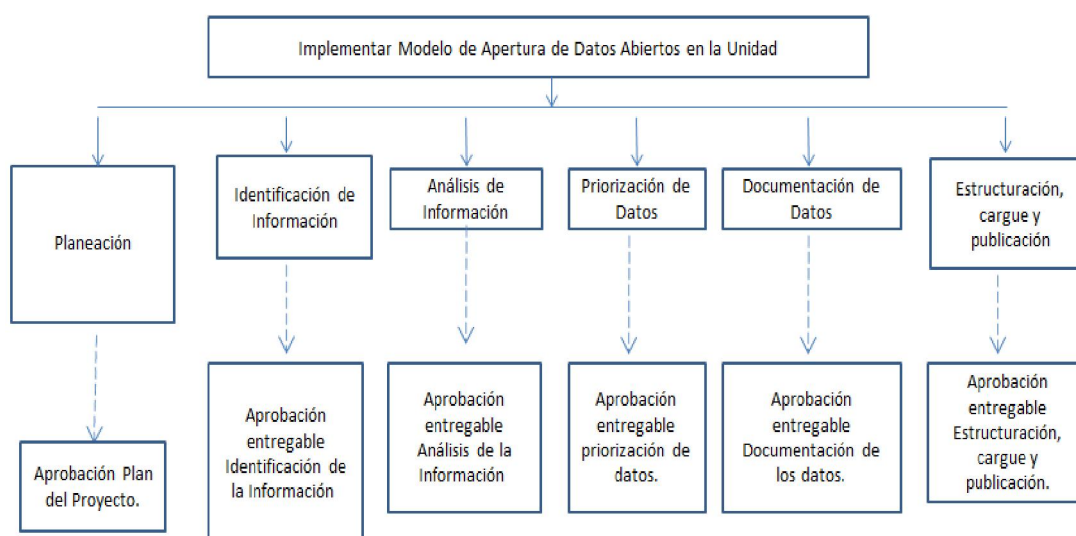 Implementar Modelo de Apertura de Datos Abiertos en la Unidad
Planeación
Identificación de
Información
Análisis de
Información
Priorización de
Datos
Documentación de
Datos
Estructuración,
cargue y
publicación
Aprobación Plan
del Proyecto.
Aprobación
entregable
Identificación de
la Información
Aprobación
entregable
Análisis de la
Información
Aprobación
entregable
priorización de
datos.
Aprobación
entregable
Documentación de
los datos.
Aprobación
entregable
Estructuración,
cargue y
publicación.